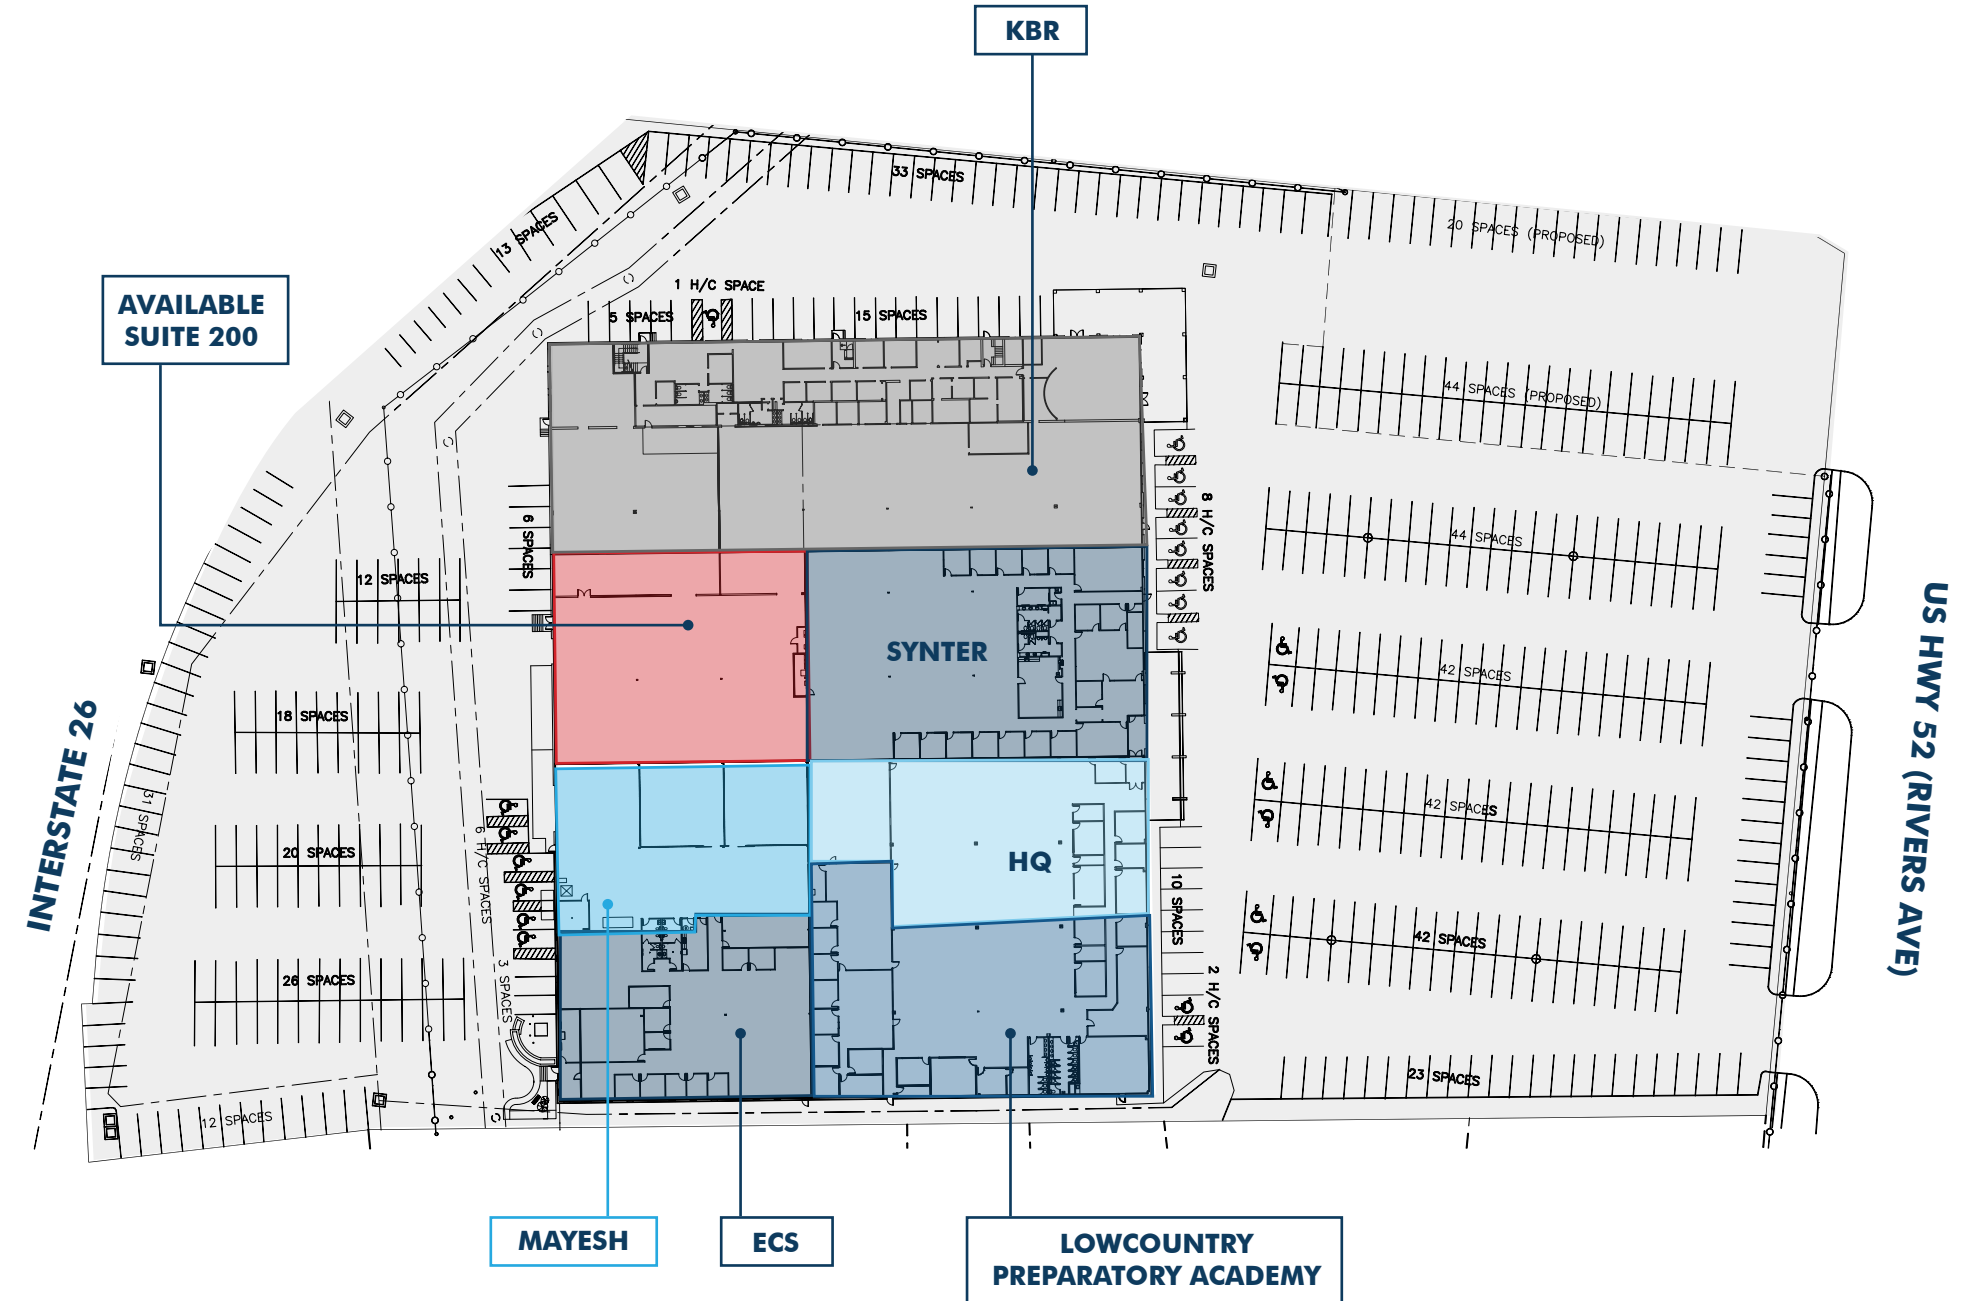 KBR
33 SPACES
13 SPACES
20 SPACES (PROPOSED)
1 H/C SPACE
AVAILABLE
SUITE 200
5 SPACES
15 SPACES
44 SPACES (PROPOSED)
6 SPACES
8 H/C SPACES
44 SPACES
12 SPACES
SYNTER
42 SPACES
US HWY 52 (RIVERS AVE)
INTERSTATE 26
18 SPACES
31 SPACES
20 SPACES
6 H/C SPACES
HQ
42 SPACES
10 SPACES
42 SPACES
26 SPACES
3 SPACES
2 H/C SPACES
23 SPACES
12 SPACES
MAYESH
ECS
LOWCOUNTRY
PREPARATORY ACADEMY